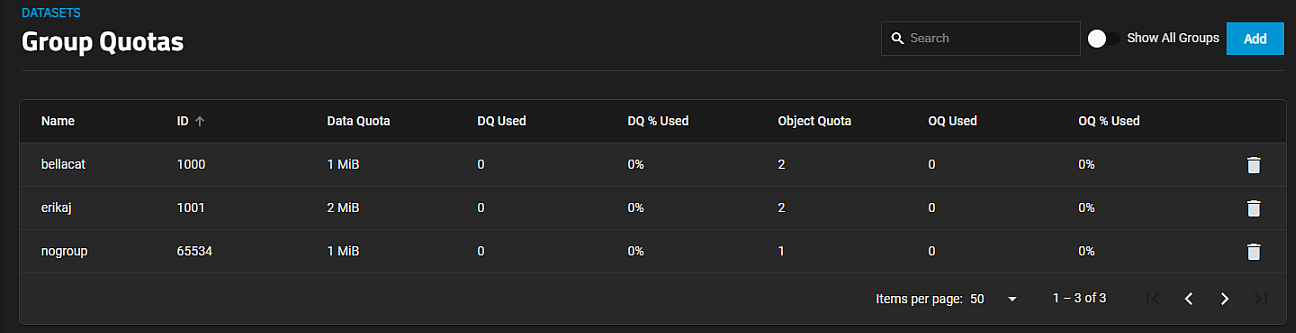 DATASETS
Group Quotas
Search
Show All Groups
Add
Name ID Data Quota DQ Used DQ % Used Object Quota OQ Used OQ % Used
bellacat 1000 1 MiB 0 0% 2 0 0%
erikaj 1001 2 MiB 0 0% 2 0 0%
nogroup 65534 1 MiB 0 0% 1 0 0%
Items per page: 50 1 – 3 of 3